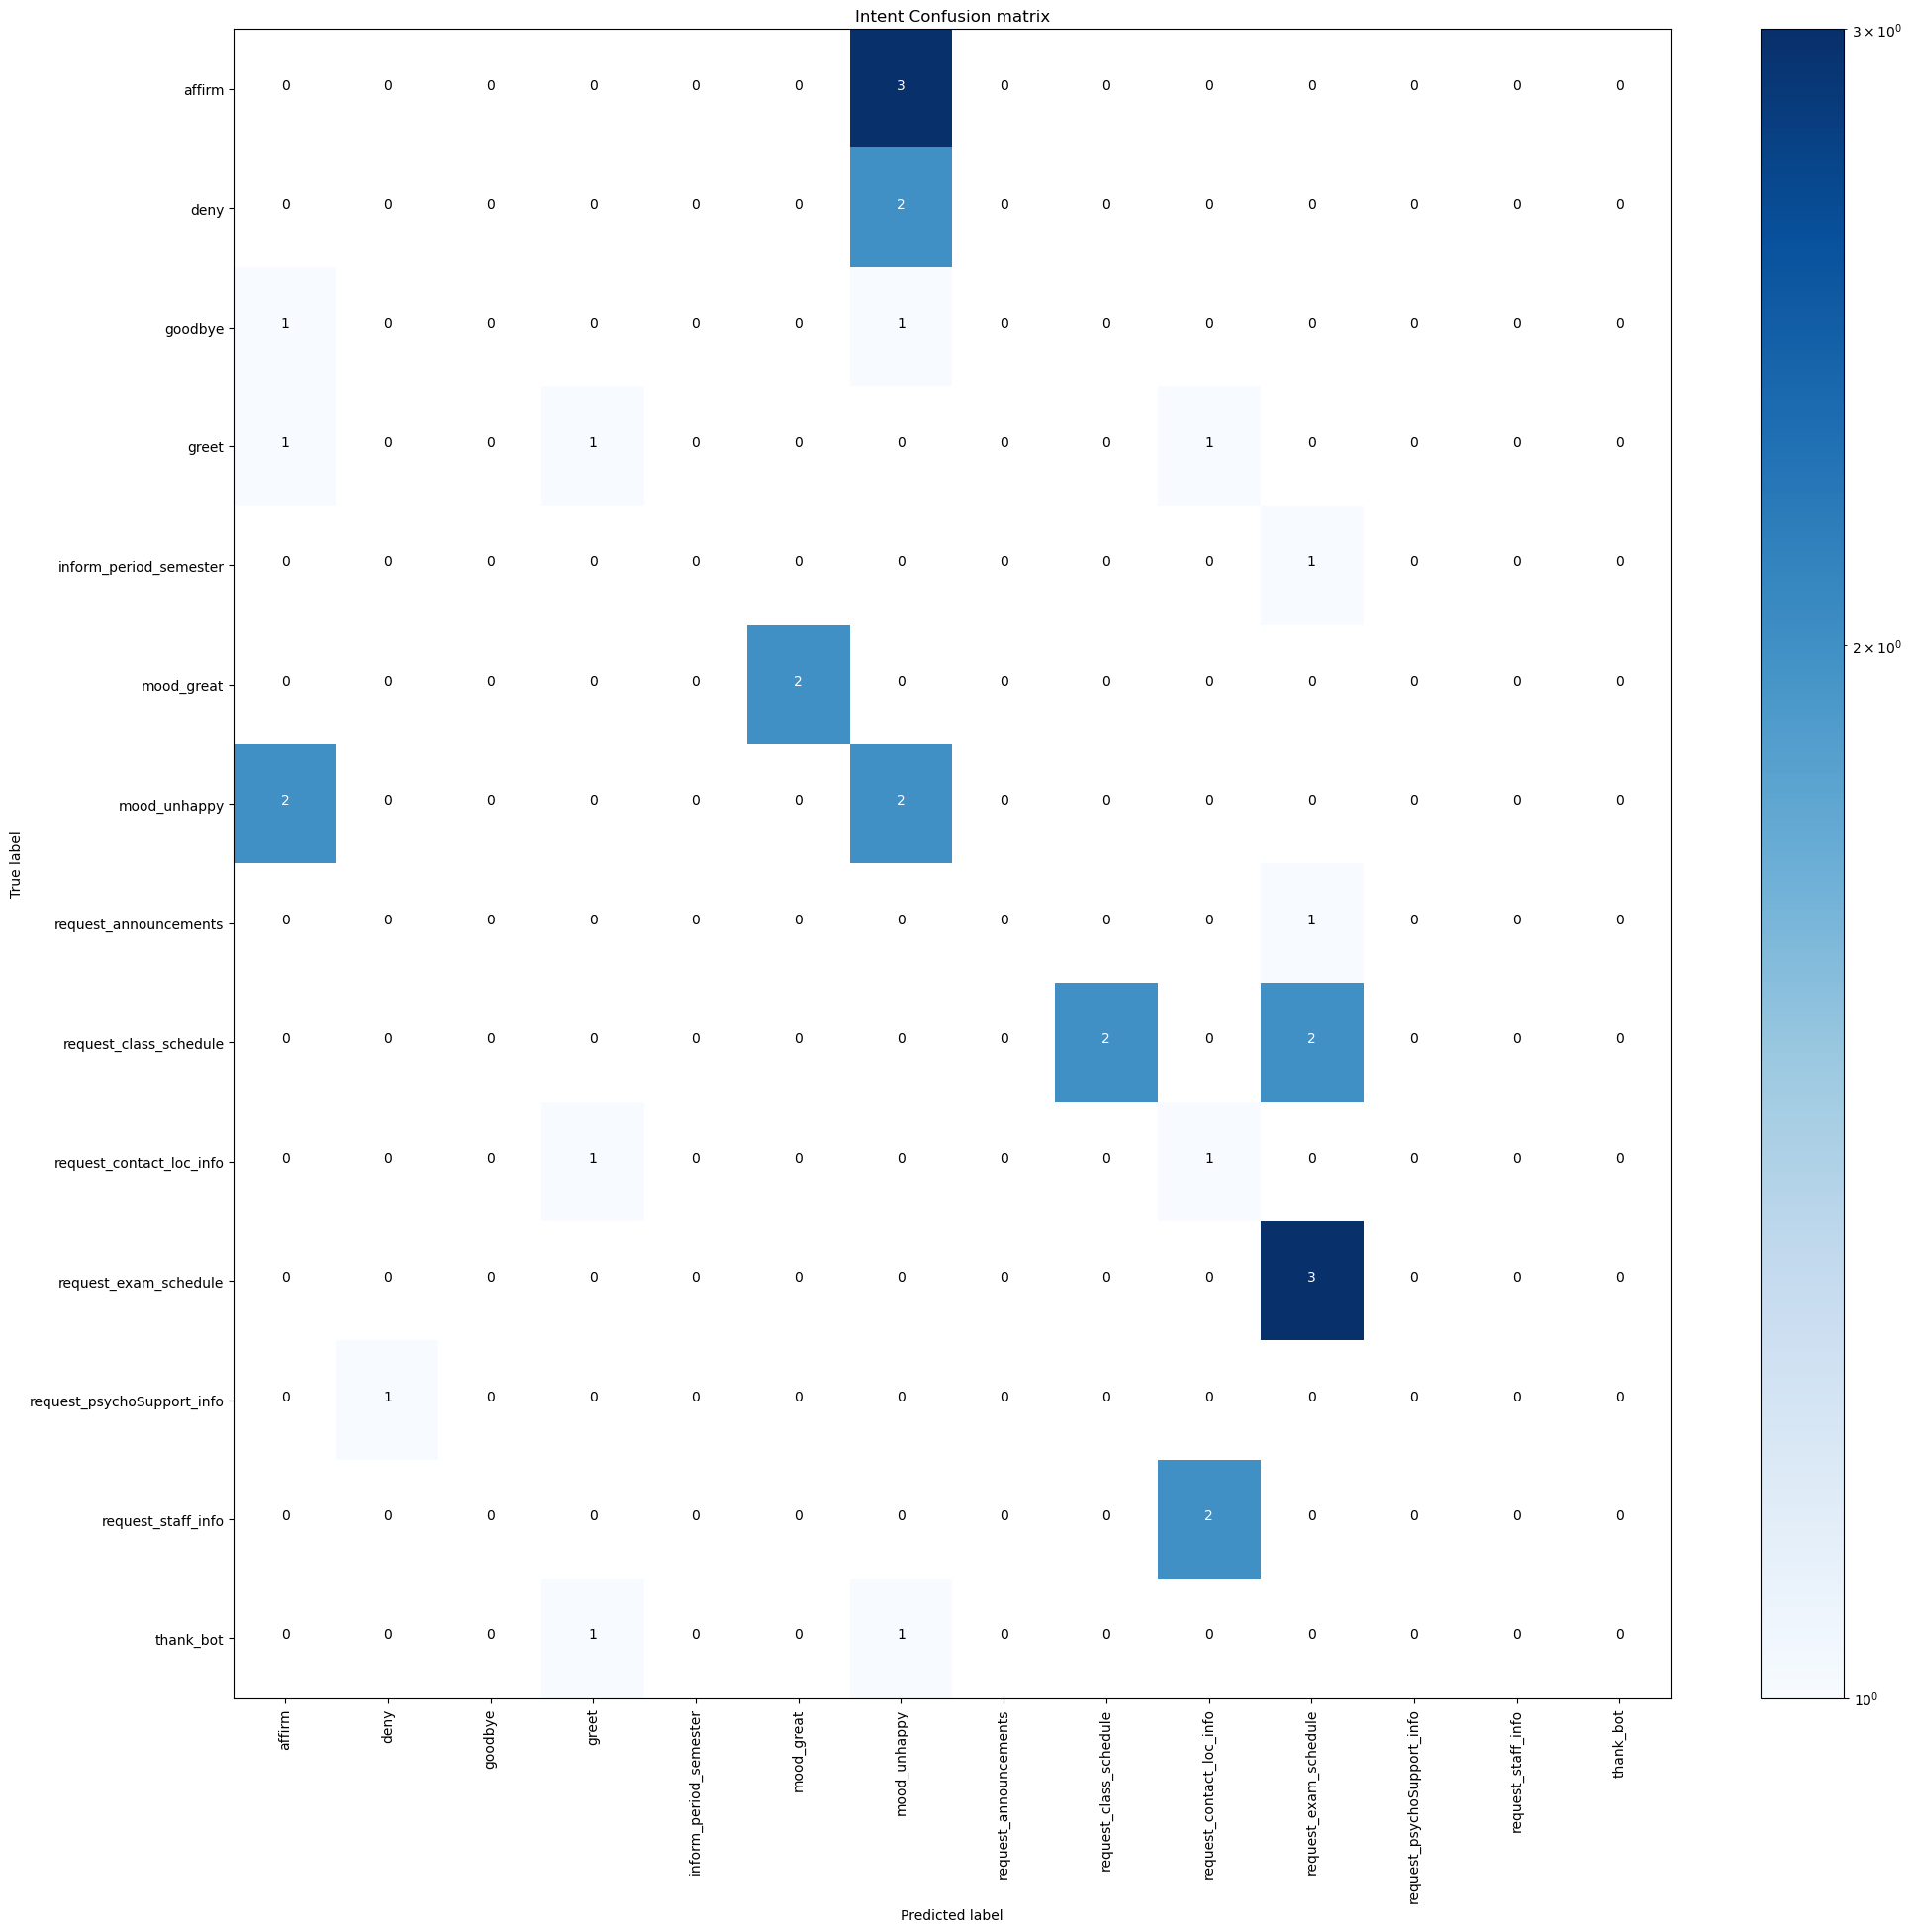 Intent Confusion matrix
affirm 0 0 0 0 0 0 3 0 0 0 0 0 0 0
deny 0 0 0 0 0 0 2 0 0 0 0 0 0 0
goodbye 1 0 0 0 0 0 1 0 0 0 0 0 0 0
greet 1 0 0 1 0 0 0 0 0 1 0 0 0 0
inform_period_semester 0 0 0 0 0 0 0 0 0 0 1 0 0 0
mood_great 0 0 0 0 0 2 0 0 0 0 0 0 0 0
mood_unhappy 2 0 0 0 0 0 2 0 0 0 0 0 0 0
request_announcements 0 0 0 0 0 0 0 0 0 0 1 0 0 0
request_class_schedule 0 0 0 0 0 0 0 0 2 0 2 0 0 0
request_contact_loc_info 0 0 0 1 0 0 0 0 0 1 0 0 0 0
request_exam_schedule 0 0 0 0 0 0 0 0 0 0 3 0 0 0
request_psychoSupport_info 0 1 0 0 0 0 0 0 0 0 0 0 0 0
request_staff_info 0 0 0 0 0 0 0 0 0 2 0 0 0 0
thank_bot 0 0 0 1 0 0 1 0 0 0 0 0 0 0
True label
affirm
deny
goodbye
greet
inform_period_semester
mood_great
mood_unhappy
request_announcements
request_class_schedule
request_contact_loc_info
request_exam_schedule
request_psychoSupport_info
request_staff_info
thank_bot
Predicted label
3 × 10⁰
2 × 10⁰
10⁰